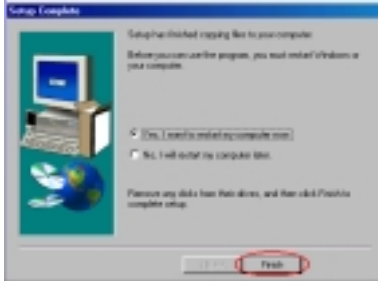 Setup Complete
Setup has finished copying files to your computer.
Before you can use the program, you must restart Windows or
your computer.
Yes, I want to restart my computer now.
No, I will restart my computer later.
Remove any disks from their drives, and then click Finish to
complete setup.
Finish